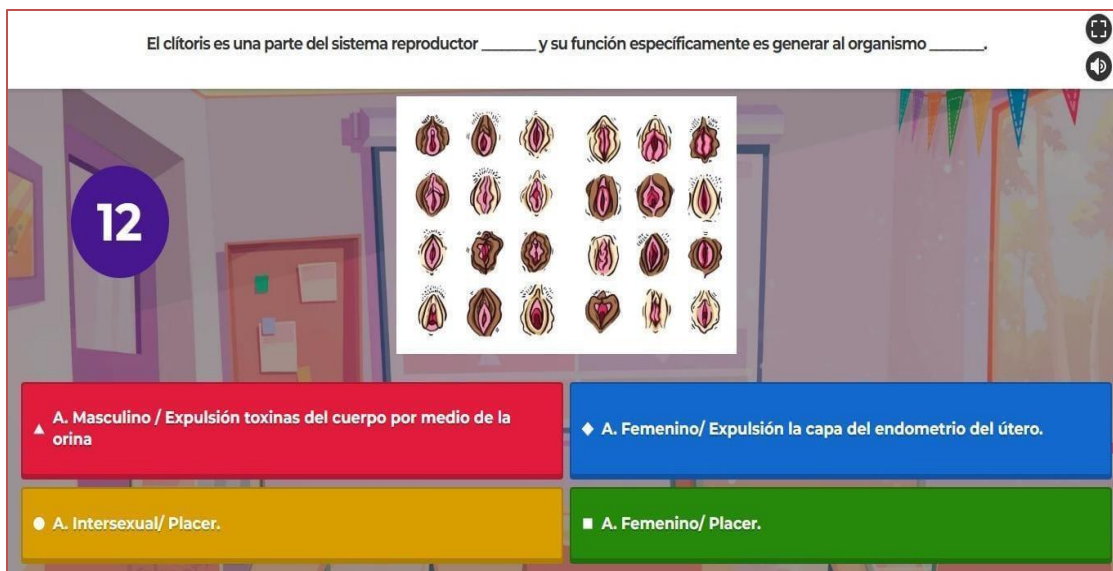 El clítoris es una parte del sistema reproductor ________ y su función específicamente es generar al organismo ________.
12
A. Masculino / Expulsión toxinas del cuerpo por medio de la
orina
A. Femenino/ Expulsión la capa del endometrio del útero.
A. Intersexual/ Placer.
A. Femenino/ Placer.